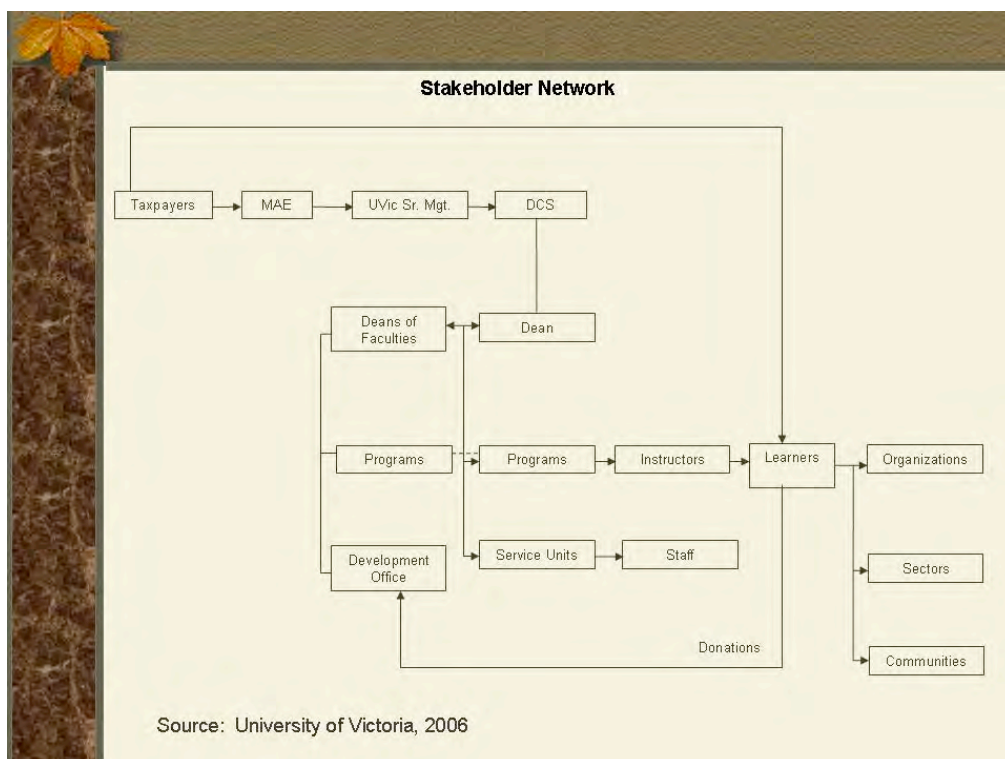 Stakeholder Network
Taxpayers
MAE
UVic Sr. Mgt.
DCS
Deans of
Faculties
Dean
Programs
Programs
Instructors
Learners
Organizations
Development
Office
Service Units
Staff
Sectors
Donations
Communities
Source: University of Victoria, 2006